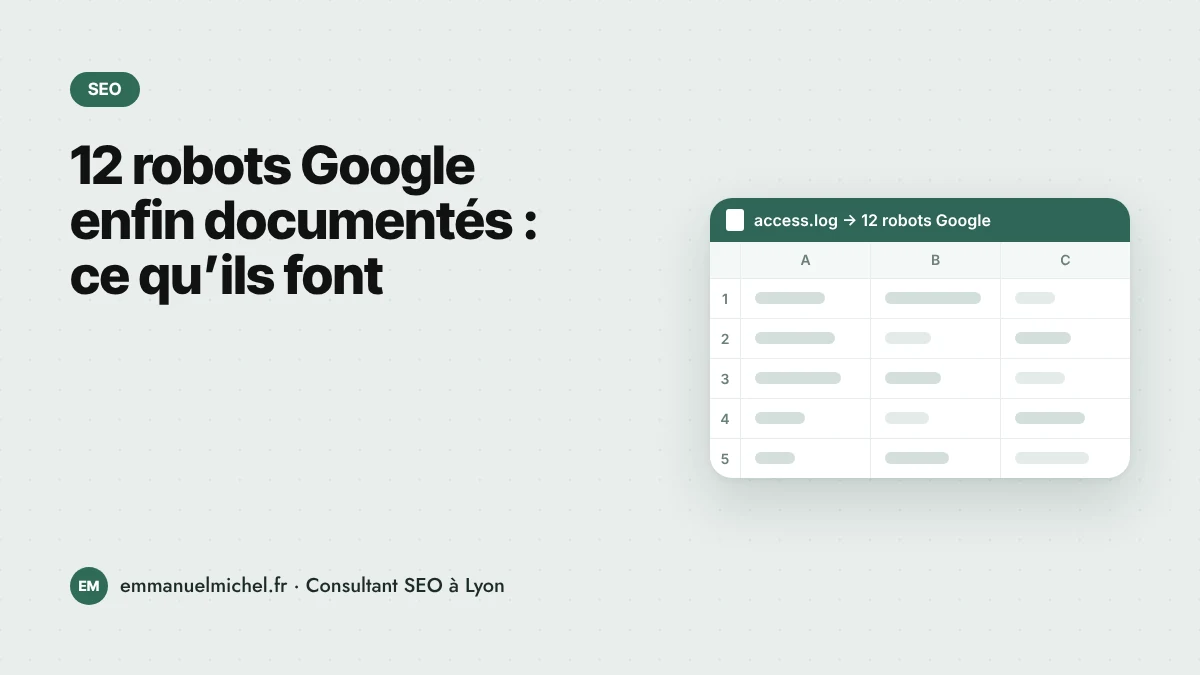 SEO
12 robots Google
enfin documentés :
ce qu’ils font
access.log → 12 robots Google
A B C
1
2
3
4
5
EM emmanuelmichel.fr · Consultant SEO à Lyon